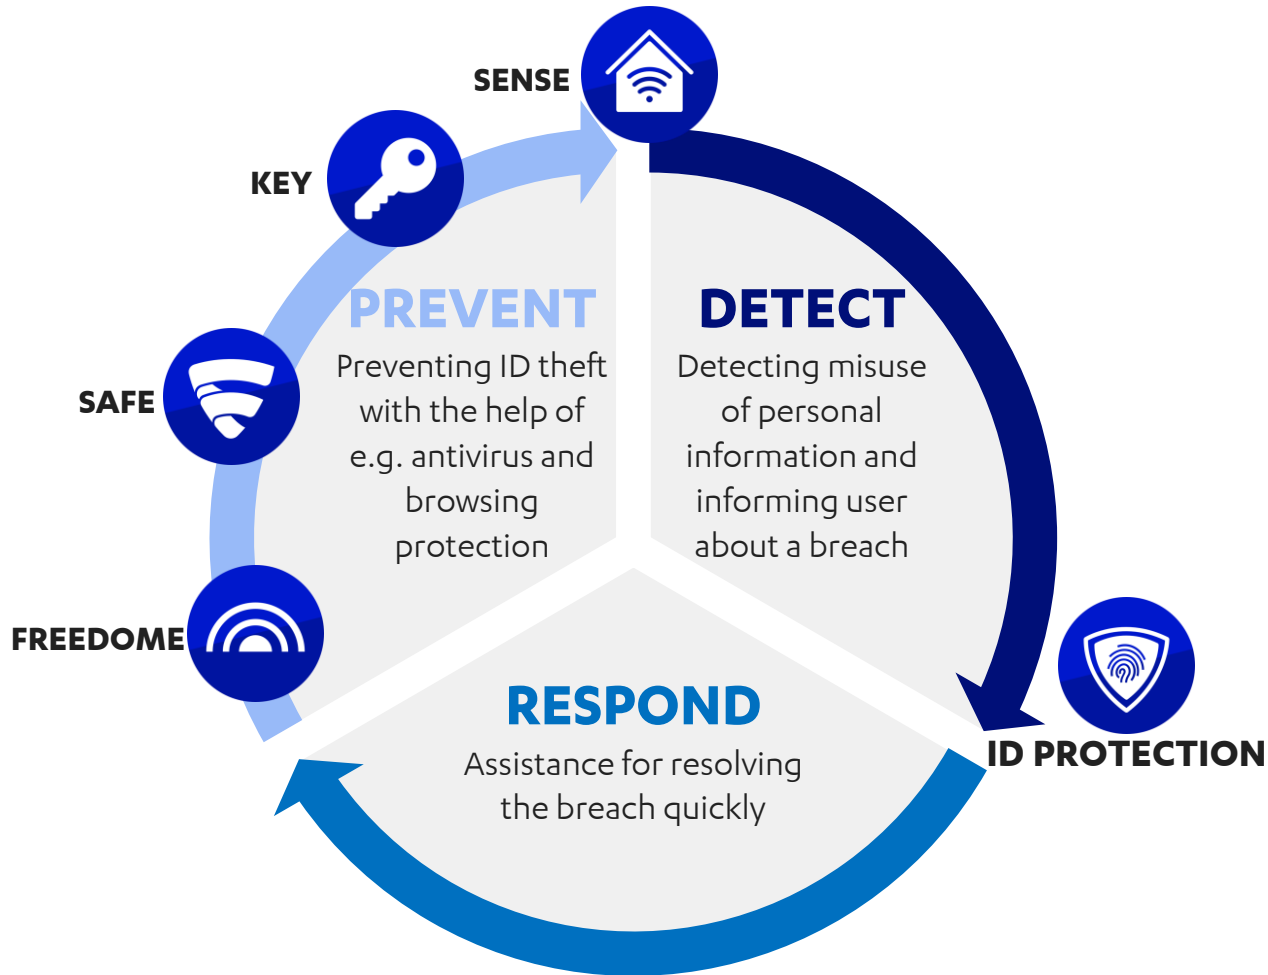 SENSE
KEY
SAFE
FREEDOME
PREVENT
Preventing ID theft
with the help of
e.g. antivirus and
browsing
protection
DETECT
Detecting misuse
of personal
information and
informing user
about a breach
ID PROTECTION
RESPOND
Assistance for resolving
the breach quickly